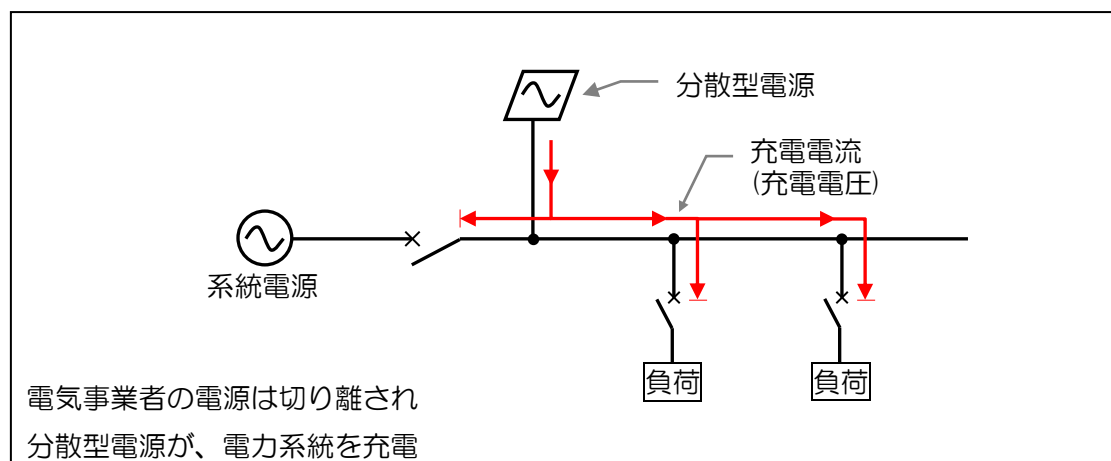 分散型電源
充電電流
(充電電圧)
系統電源
負荷
負荷
電気事業者の電源は切り離され
分散型電源が、電力系統を充電